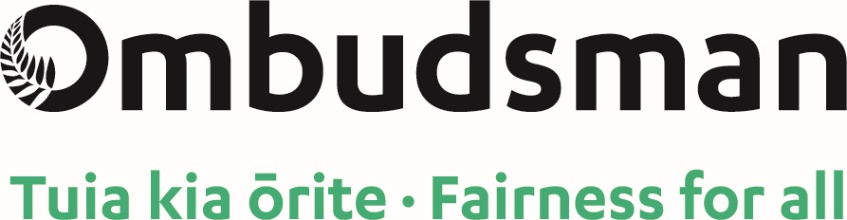 Ombudsman
Tuia kia ōrite · Fairness for all